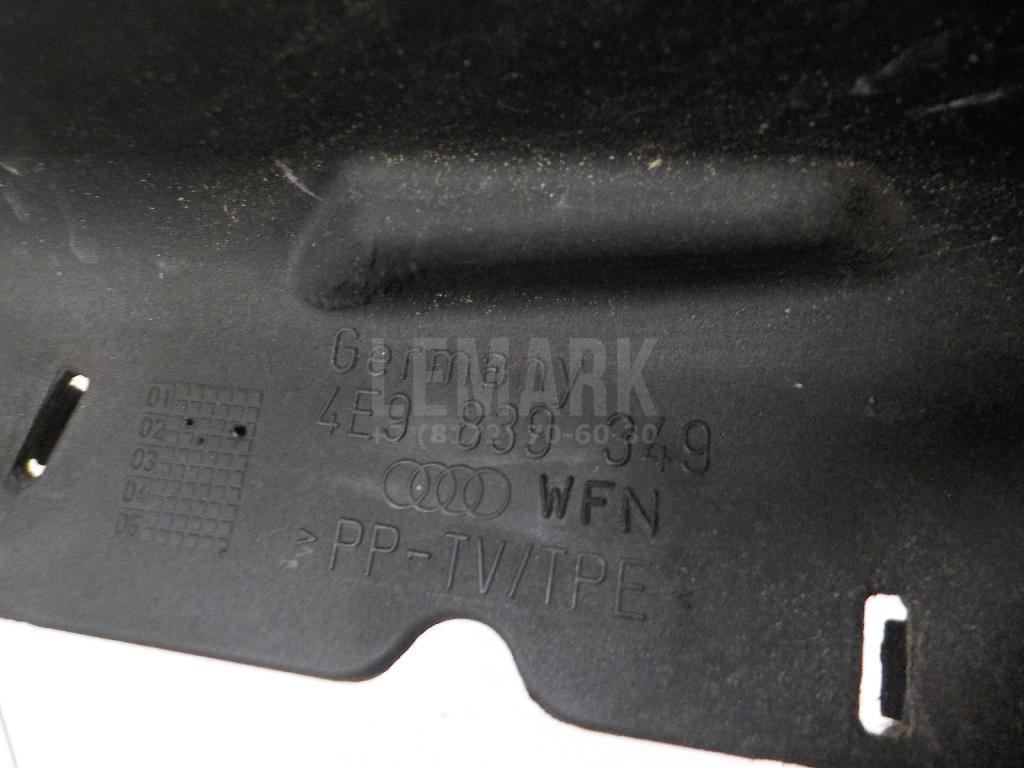 Germany
4E9 839 349
WFN
>PP-TV/TPE<
01
02
03
04
05
LEMARK